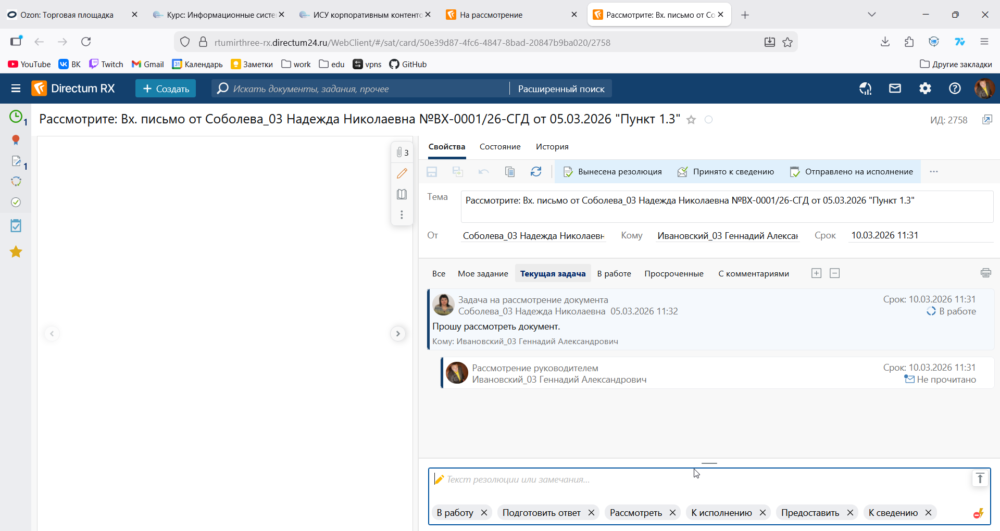 Ozon: Торговая площадка
Курс: Информационные систе
ИСУ корпоративным контенто
На рассмотрение
Рассмотрите: Вх. письмо от Со
rtumirthree-rx.directum24.ru/WebClient/#/sat/card/50e39d87-4fc6-4847-8bad-20847b9ba020/2758
YouTube
ВК
Twitch
Gmail
31 Календарь
Заметки
work
edu
vpns
GitHub
Другие закладки
Directum RX
Создать
Искать документы, задания, прочее
Расширенный поиск
1
Рассмотрите: Вх. письмо от Соболева_03 Надежда Николаевна №ВХ-0001/26-СГД от 05.03.2026 "Пункт 1.3"
ИД: 2758
1
3
Свойства
Состояние
История
Вынесена резолюция
Принято к сведению
Отправлено на исполнение
Тема
Рассмотрите: Вх. письмо от Соболева_03 Надежда Николаевна №ВХ-0001/26-СГД от 05.03.2026 "Пункт 1.3"
От
Соболева_03 Надежда Николаевн
Кому
Ивановский_03 Геннадий Алексан
Срок
10.03.2026 11:31
Все
Мое задание
Текущая задача
В работе
Просроченные
С комментариями
Задача на рассмотрение документа
Срок: 10.03.2026 11:31
Соболева_03 Надежда Николаевна 05.03.2026 11:32
В работе
Прошу рассмотреть документ.
Кому: Ивановский_03 Геннадий Александрович
Рассмотрение руководителем
Срок: 10.03.2026 11:31
Ивановский_03 Геннадий Александрович
Не прочитано
Текст резолюции или замечания...
В работу
Подготовить ответ
Рассмотреть
К исполнению
Предоставить
К сведению